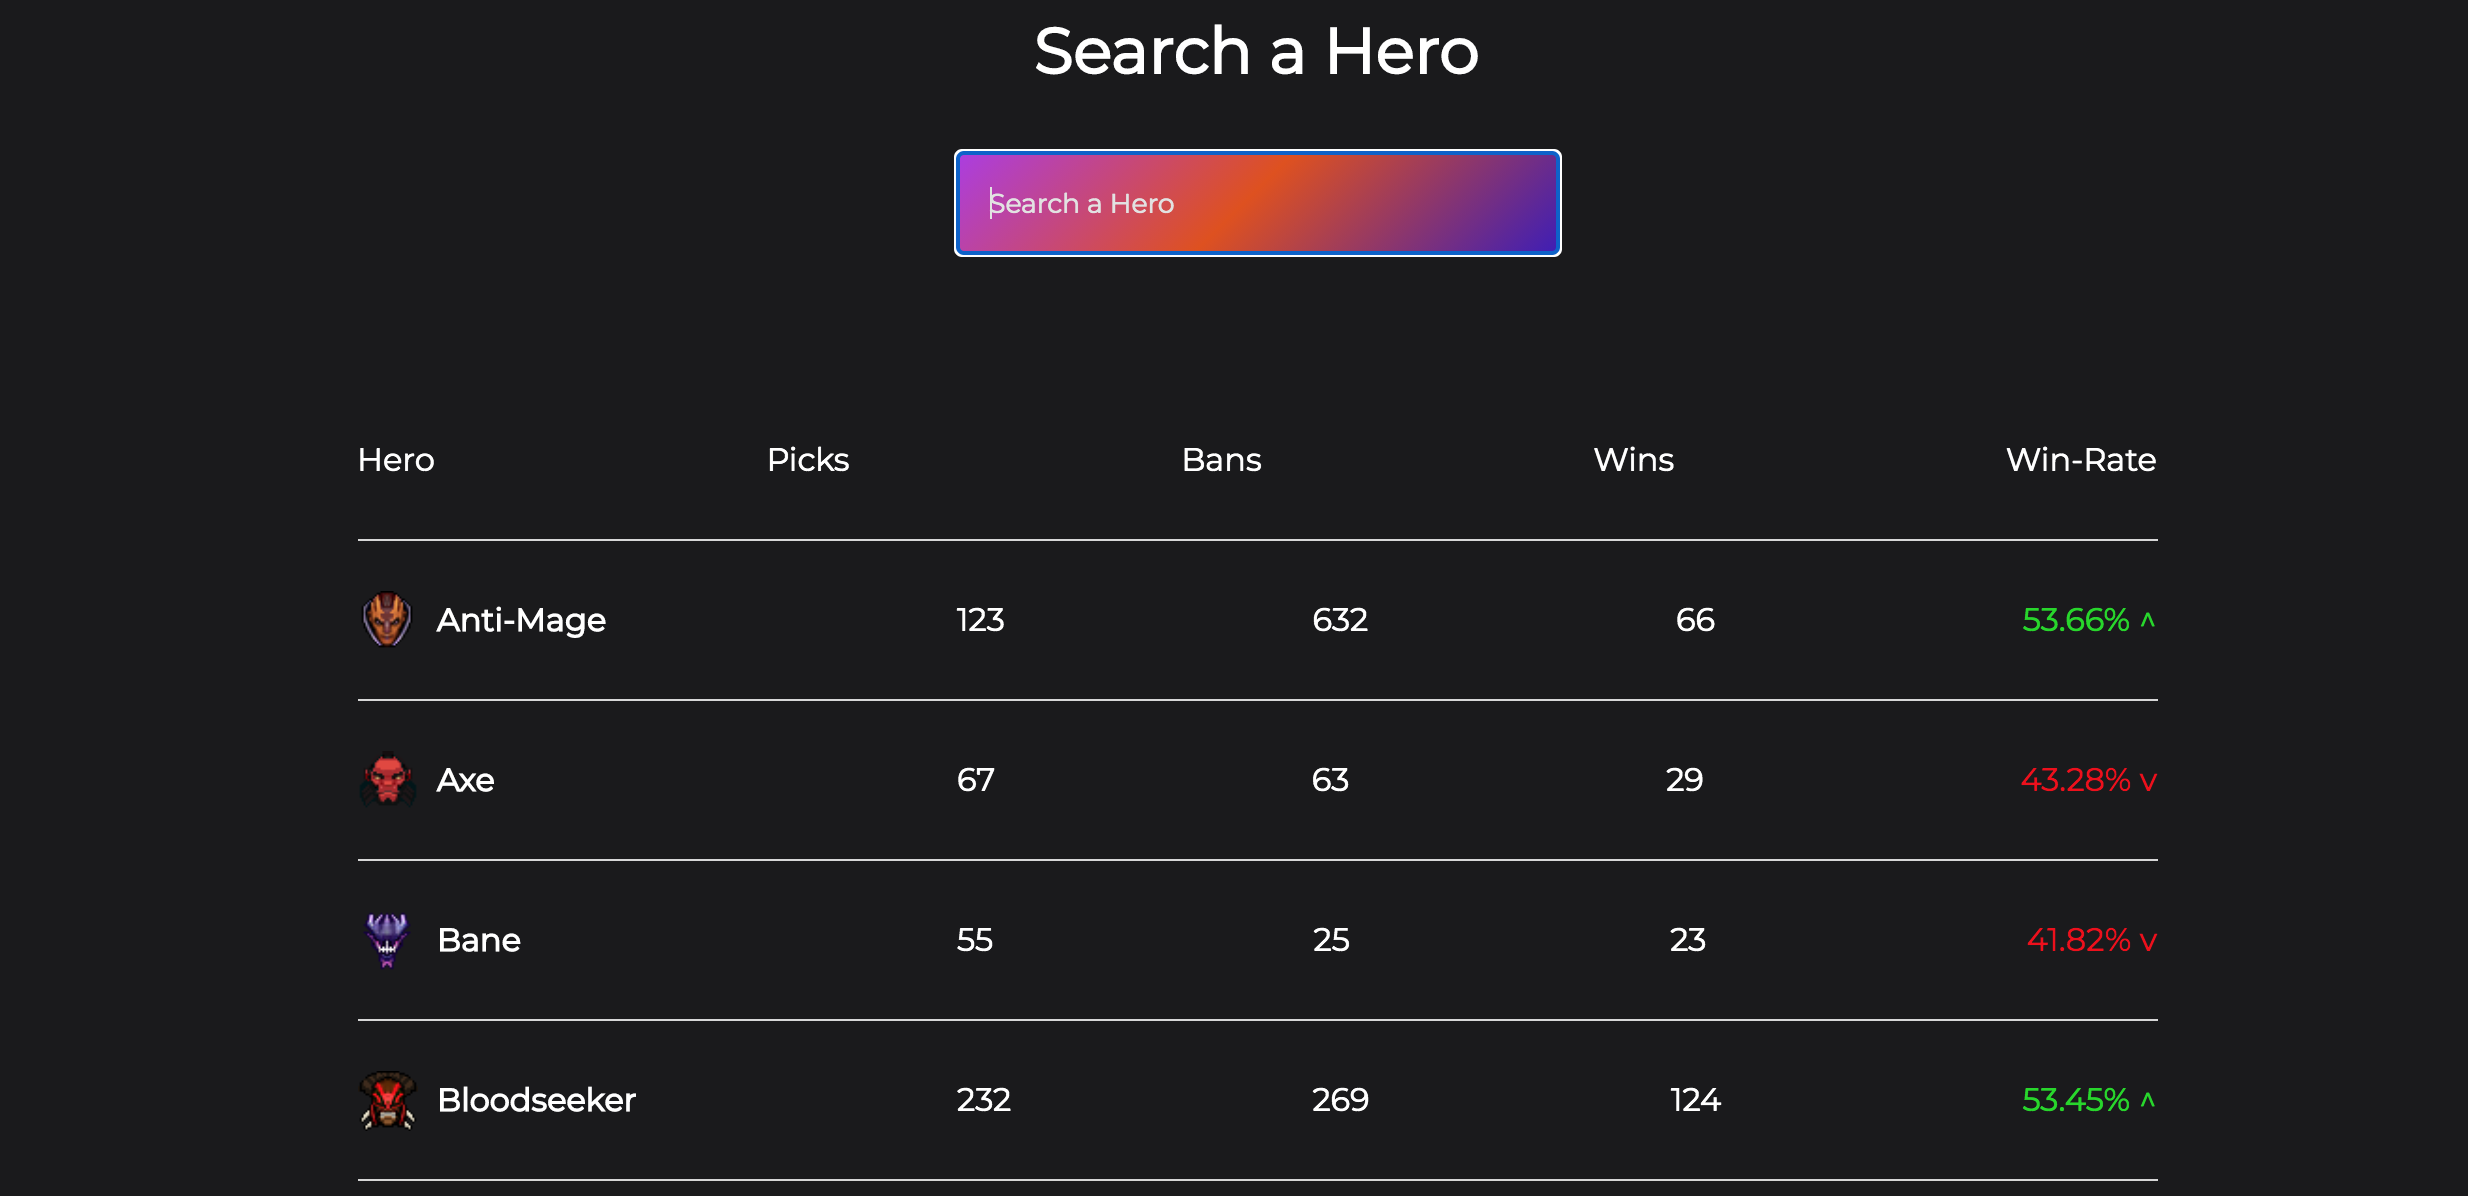 Search a Hero
Search a Hero
Hero Picks Bans Wins Win-Rate
Anti-Mage 123 632 66 53.66% ˄
Axe 67 63 29 43.28% ˅
Bane 55 25 23 41.82% ˅
Bloodseeker 232 269 124 53.45% ˄